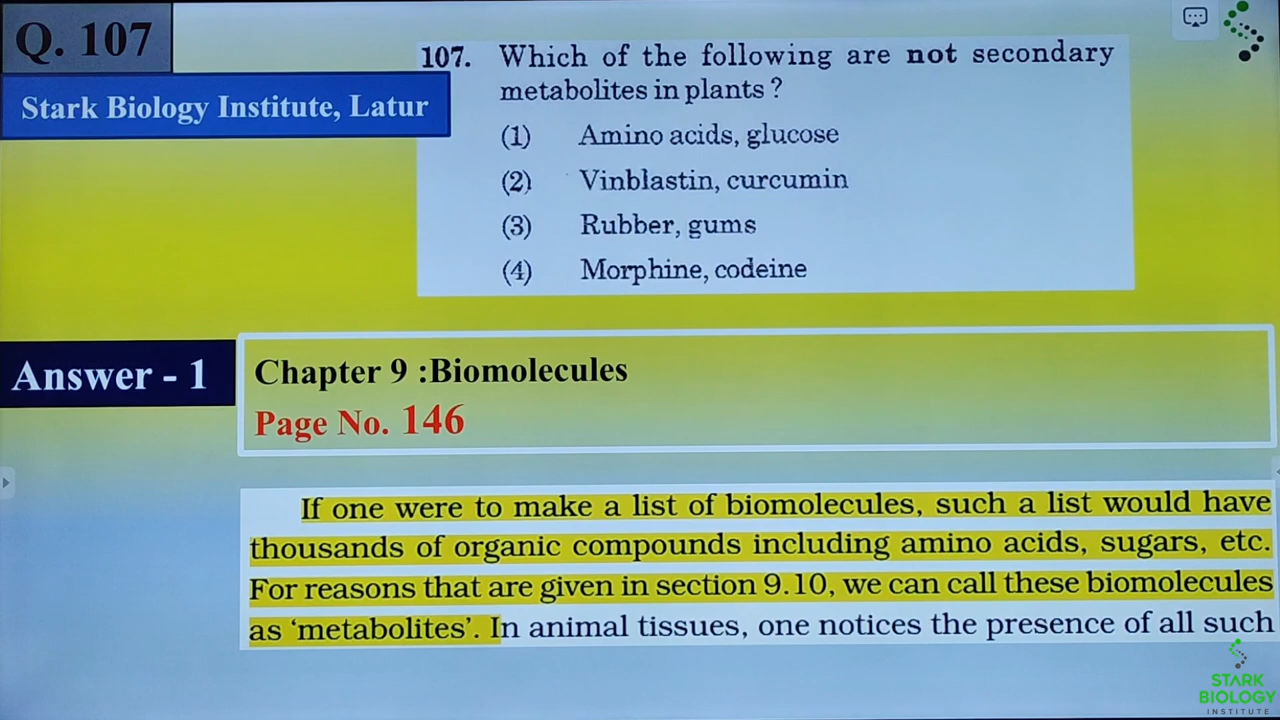 Q. 107
Stark Biology Institute, Latur
107. Which of the following are not secondary
metabolites in plants ?
(1) Amino acids, glucose
(2) Vinblastin, curcumin
(3) Rubber, gums
(4) Morphine, codeine
Answer - 1
Chapter 9 :Biomolecules
Page No. 146
If one were to make a list of biomolecules, such a list would have
thousands of organic compounds including amino acids, sugars, etc.
For reasons that are given in section 9.10, we can call these biomolecules
as ‘metabolites’. In animal tissues, one notices the presence of all such
STARK
BIOLOGY
INSTITUTE